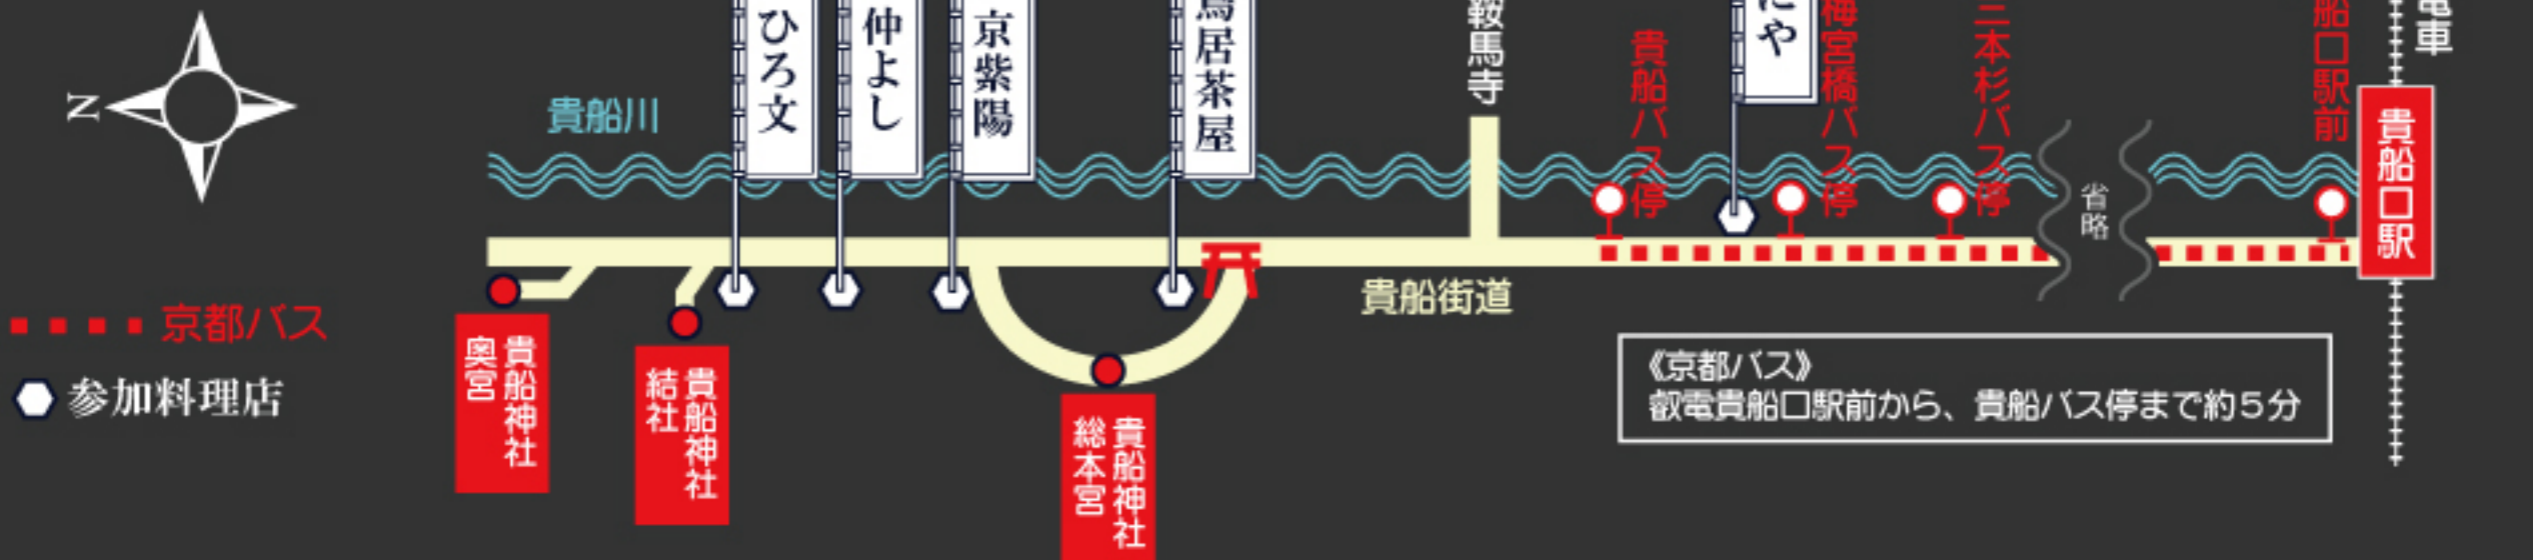 N
京都バス
参加料理店
貴船川
ひろ文
仲よし
京紫陽
鳥居茶屋
鞍馬寺
貴船バス停
にや
梅宮橋バス停
三本杉バス停
船口駅前
電車
貴船口駅
省略
貴船街道
貴船神社
奥宮
貴船神社
結社
貴船神社
総本宮
《京都バス》
叡電貴船口駅前から、貴船バス停まで約5分